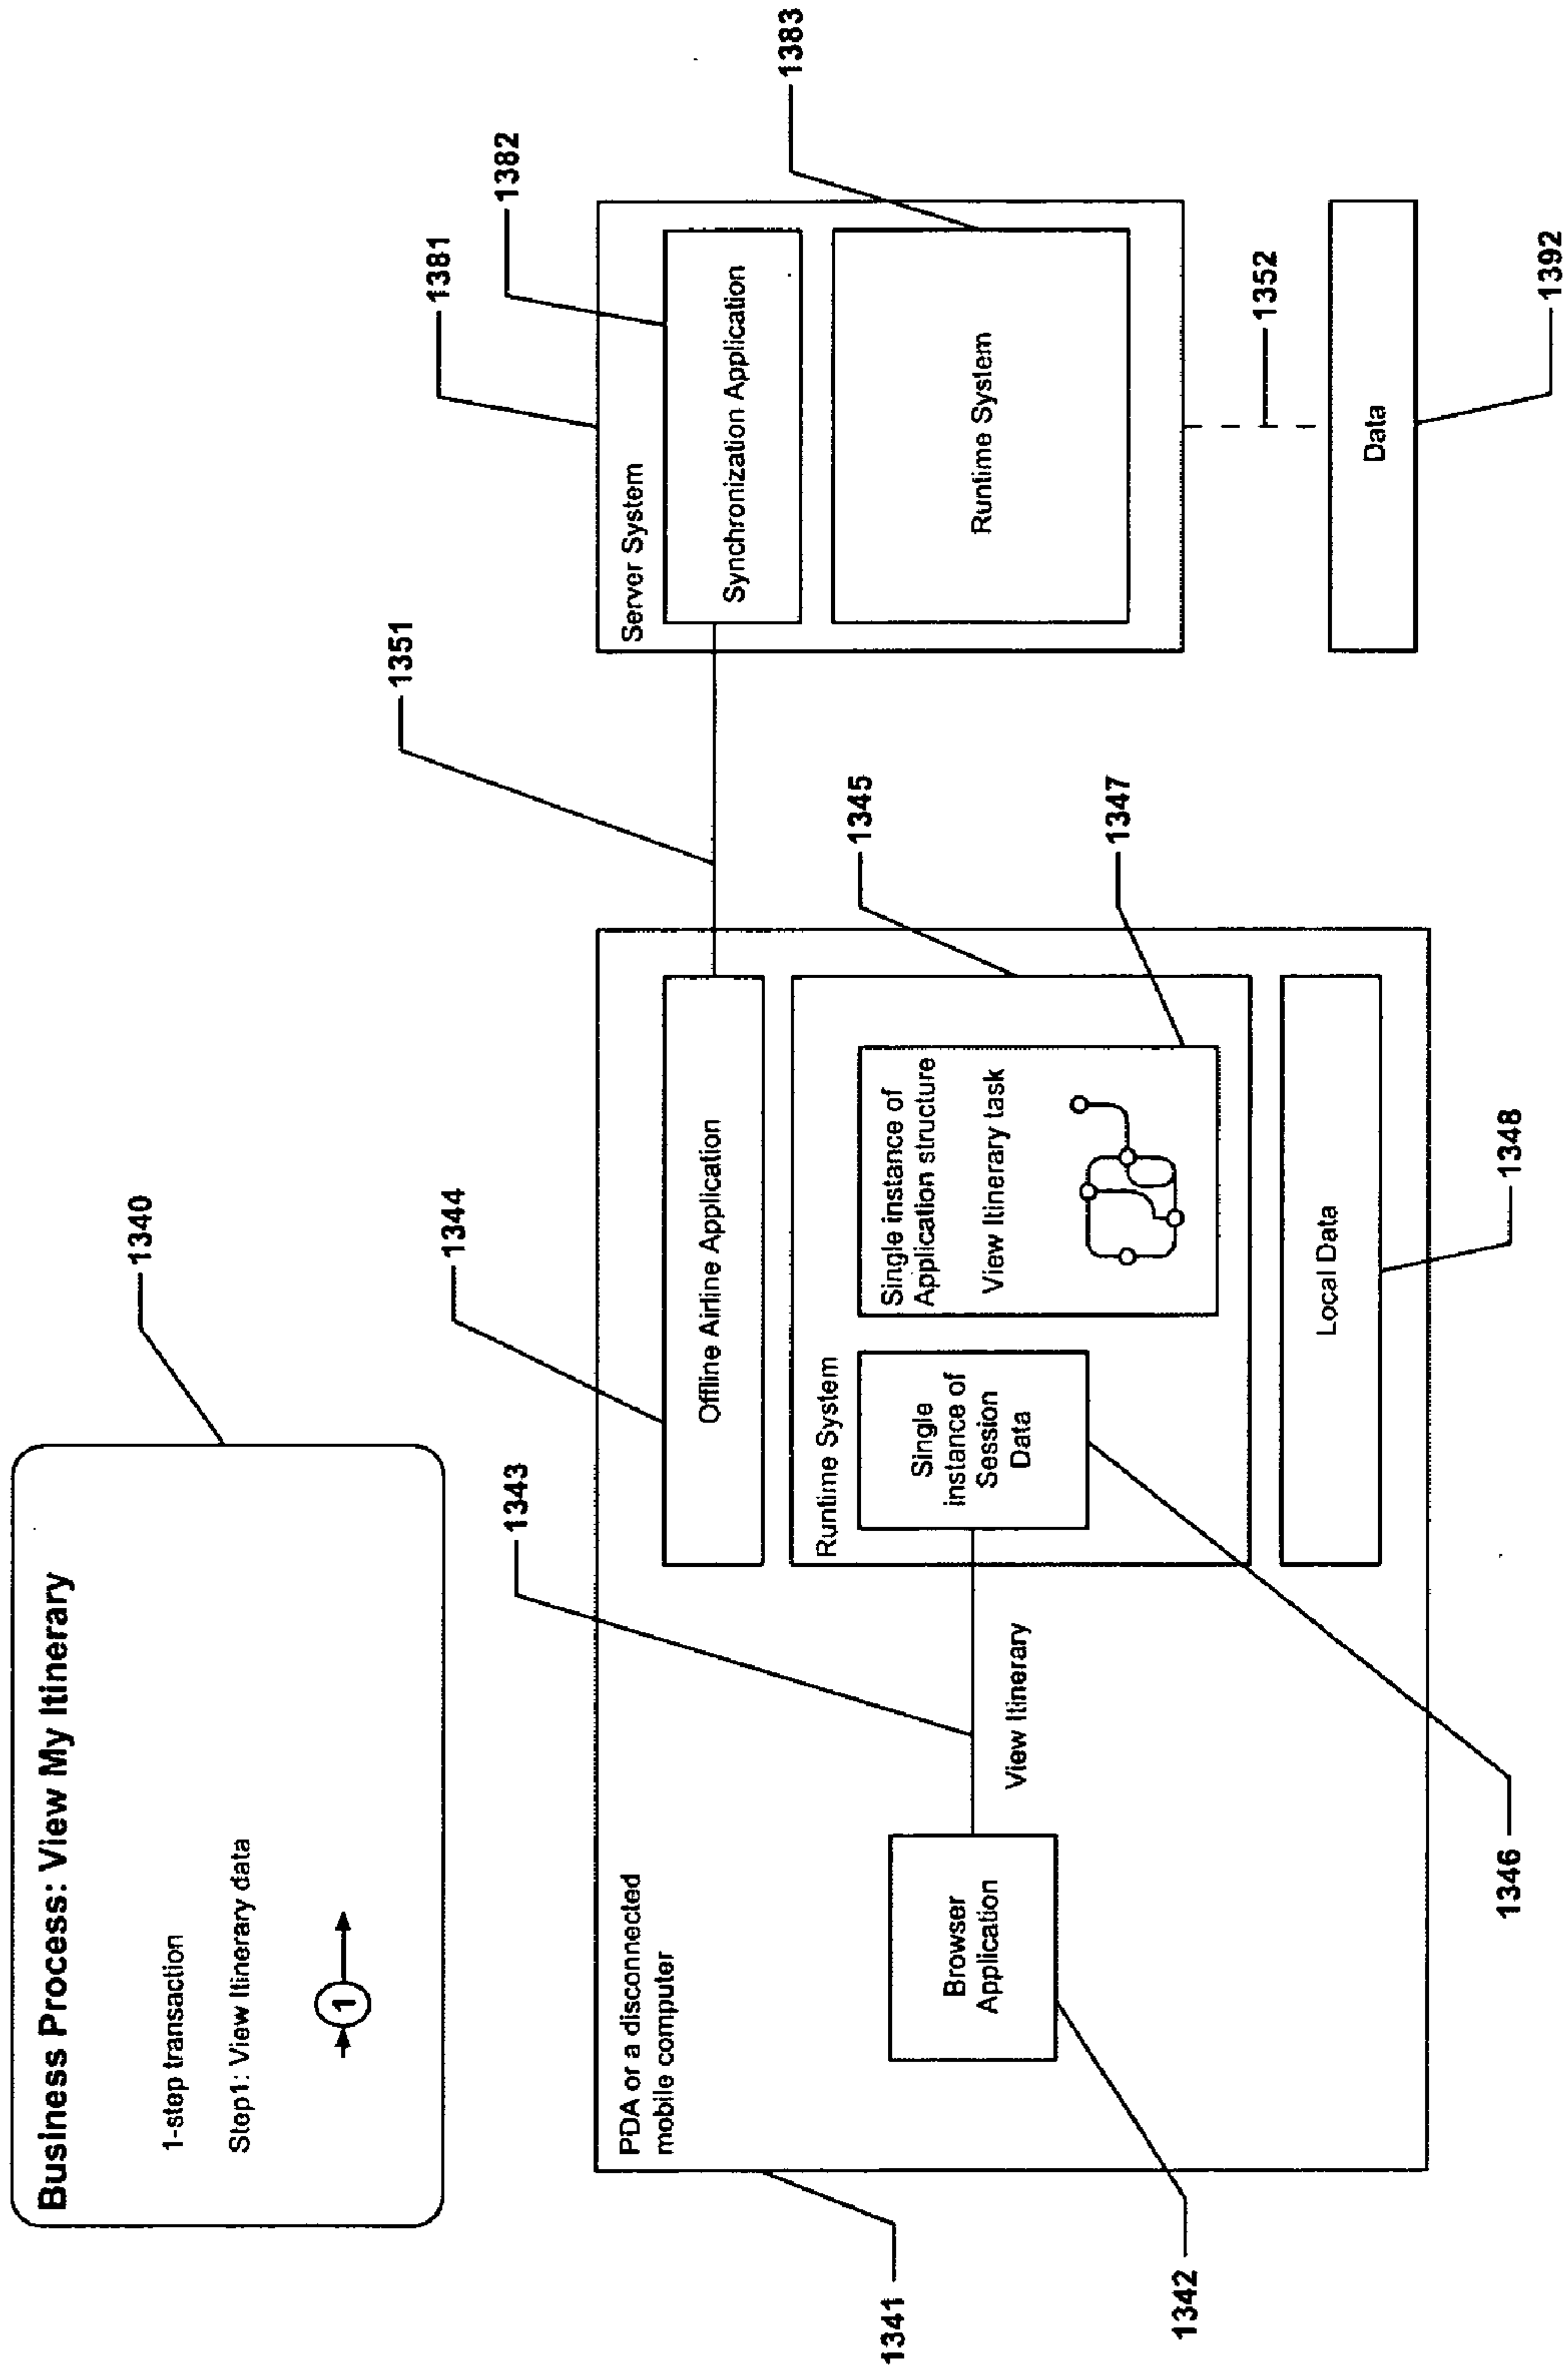 Business Process: View My Itinerary
1-step transaction
Step1: View Itinerary data
1
1340
PDA or a disconnected
mobile computer
1341
Browser
Application
1342
View Itinerary
1343
Offline Airline Application
1344
Runtime System
1345
Single
instance of
Session
Data
1346
Single instance of
Application structure
View Itinerary task
1347
Local Data
1348
1351
Server System
1381
Synchronization Application
1382
Runtime System
1383
1352
Data
1392